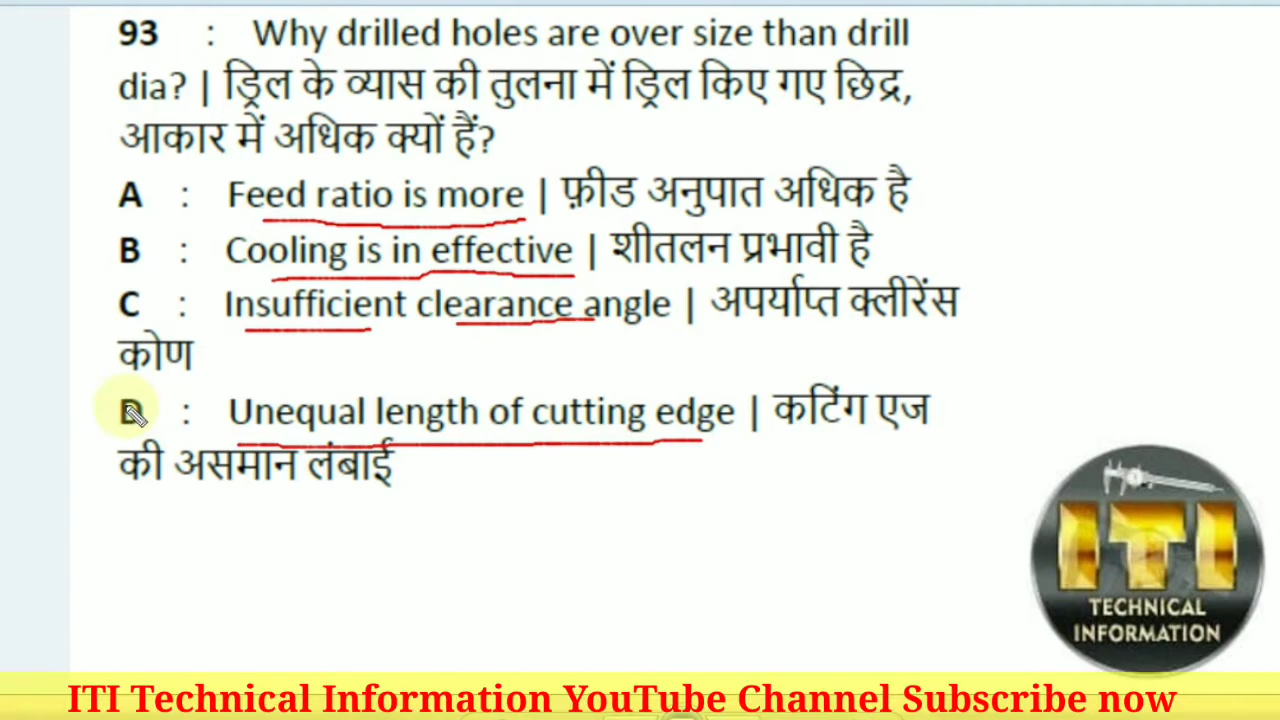 93 : Why drilled holes are over size than drill
dia? | ड्रिल के व्यास की तुलना में ड्रिल किए गए छिद्र,
आकार में अधिक क्यों हैं?
A : Feed ratio is more | फ़ीड अनुपात अधिक है
B : Cooling is in effective | शीतलन प्रभावी है
C : Insufficient clearance angle | अपर्याप्त क्लीरेंस
कोण
D : Unequal length of cutting edge | कटिंग एज
की असमान लंबाई
ITI
TECHNICAL
INFORMATION
ITI Technical Information YouTube Channel Subscribe now